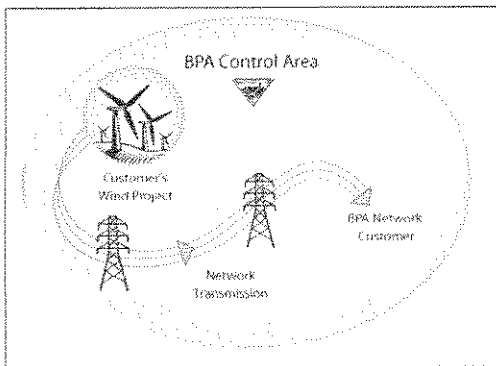 BPA Control Area
Customer's
Wind Project
BPA Network
Customer
Network
Transmission